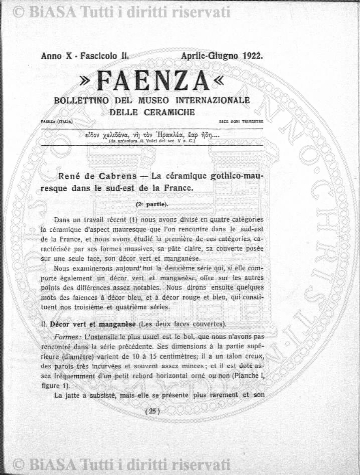 © BiASA Tutti i diritti riservati
Anno X - Fascicolo II. Aprile-Giugno 1922.
» FAENZA «
BOLLETTINO DEL MUSEO INTERNAZIONALE
DELLE CERAMICHE
FAENZA (ITALIA) ESCE OGNI TRIMESTRE
René de Cabrens — La céramique gothico-mau-
resque dans le sud-est de la France.
(2e partie).
Dans un travail récent (1) nous avons divisé en quatre catégories
la céramique d'aspect mauresque que l'on rencontre dans le sud-est
de la France, et nous avons étudié la première de ces catégories, ca-
ractérisée par ses formes massives, sa pâte claire, sa couverte posée
sur une seule face, son décor vert et manganèse.
Nous examinerons aujourd'hui la deuxième série qui, si elle com-
porte également un décor vert et manganèse, offre sur les autres
points des différences assez notables. Nous dirons ensuite quelques
mots des faïences à décor bleu, et à décor rouge et bleu, qui consti-
tuent nos troisième et quatrième séries.
II. Décor vert et manganèse (Les deux faces couvertes).
Formes: L'ustensile le plus usuel est le bol, que nous n'avons pas
rencontré dans la série précédente. Ses dimensions à la partie supé-
rieure (diamètre) varient de 10 à 15 centimètres; il a un talon creux,
des parois très incurvées et souvent assez minces; et il est doté as-
sez fréquemment d'un petit rebord horizontal orné ou non (Planche I,
figure 1).
La jatte a subsisté, mais elle se présente plus rarement et son
(25)
© BiASA Tutti i diritti riservati